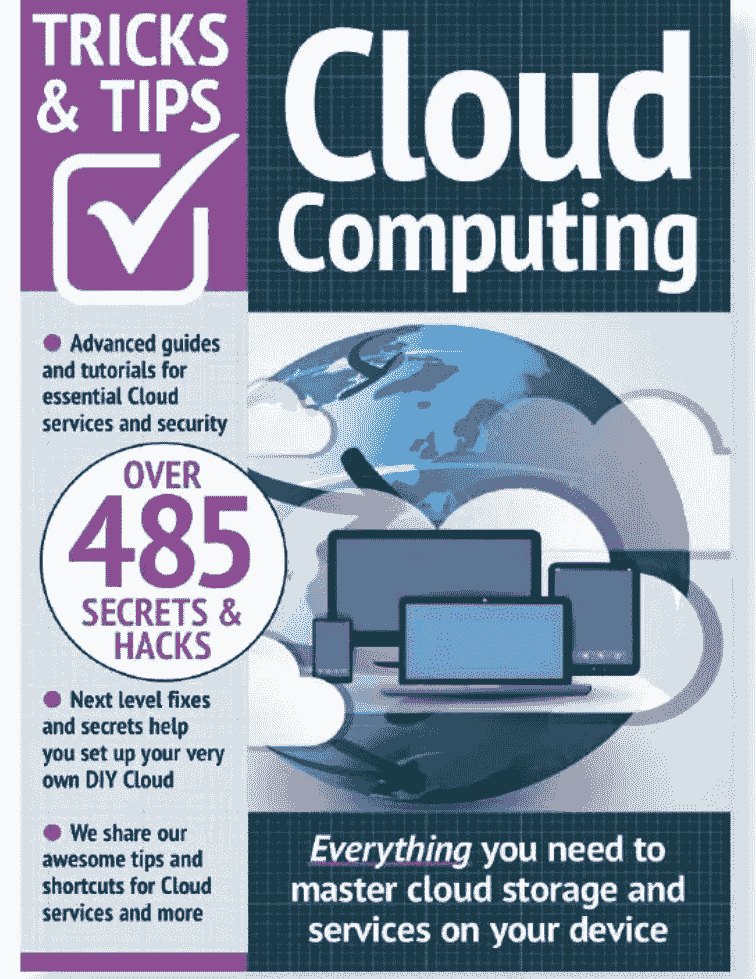 TRICKS
& TIPS
Cloud
Computing
● Advanced guides
and tutorials for
essential Cloud
services and security
OVER
485
SECRETS &
HACKS
● Next level fixes
and secrets help
you set up your very
own DIY Cloud
● We share our
awesome tips and
shortcuts for Cloud
services and more
Everything you need to
master cloud storage and
services on your device